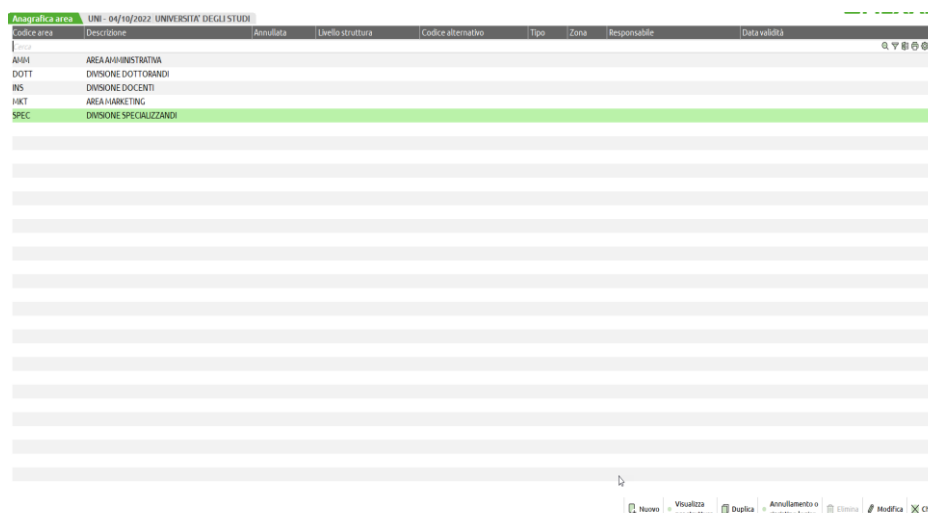 Anagrafica area UNI - 04/10/2022 UNIVERSITA' DEGLI STUDI
Codice area Descrizione Annullata Livello struttura Codice alternativo Tipo Zona Responsabile Data validità
Cerca
AMM AREA AMMINISTRATIVA
DOTT DIVISIONE DOTTORANDI
INS DIVISIONE DOCENTI
MKT AREA MARKETING
SPEC DIVISIONE SPECIALIZZANDI
Nuovo Visualizza Duplica Annullamento o Elimina Modifica